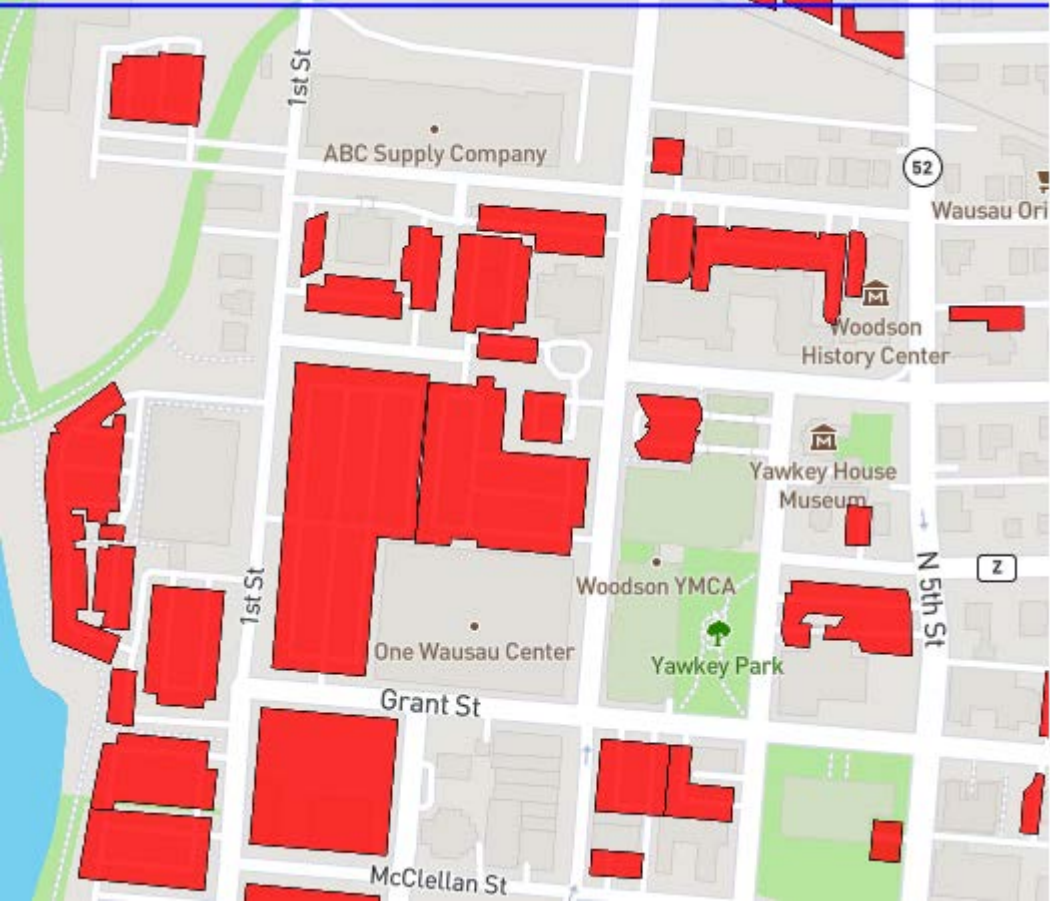 1st St
ABC Supply Company
52
Wausau Ori
Woodson
History Center
Yawkey House
Museum
Z
1st St
Woodson YMCA
N 5th St
One Wausau Center
Yawkey Park
Grant St
McClellan St